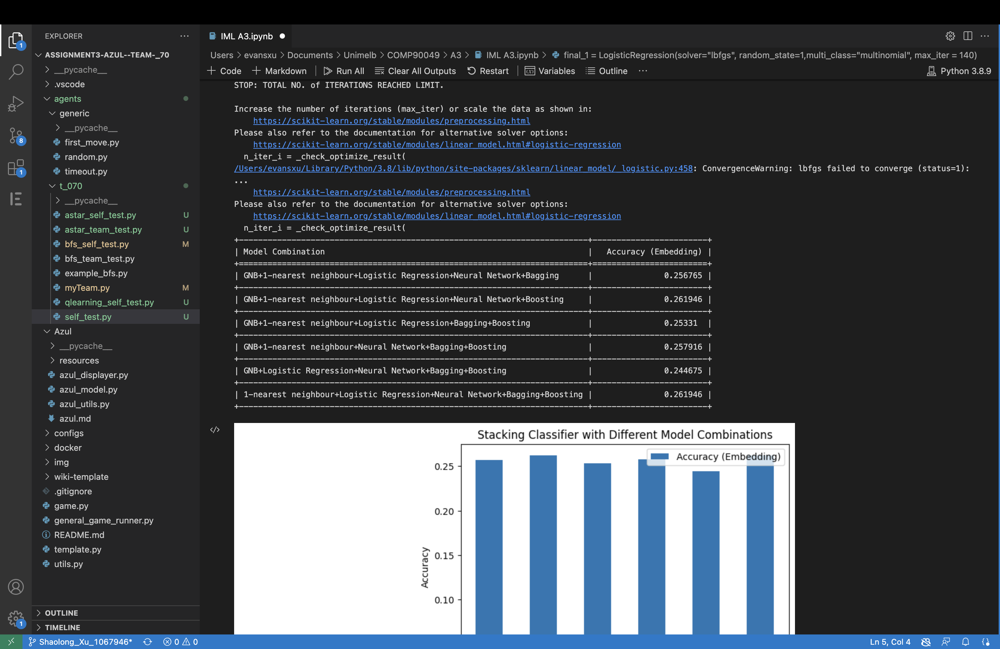 EXPLORER
ASSIGNMENT3-AZUL--TEAM-_70
__pycache__
.vscode
agents
generic
__pycache__
first_move.py
random.py
timeout.py
t_070
__pycache__
astar_self_test.py U
astar_team_test.py U
bfs_self_test.py M
bfs_team_test.py
example_bfs.py
myTeam.py M
qlearning_self_test.py U
self_test.py U
Azul
__pycache__
resources
azul_displayer.py
azul_model.py
azul_utils.py
azul.md
configs
docker
img
wiki-template
.gitignore
game.py
general_game_runner.py
README.md
template.py
utils.py
OUTLINE
TIMELINE
1
8
1
1
IML A3.ipynb
Users > evansxu > Documents > Unimelb > COMP90049 > A3 > IML A3.ipynb > final_1 = LogisticRegression(solver="lbfgs", random_state=1,multi_class="multinomial", max_iter = 140)
+ Code + Markdown Run All Clear All Outputs Restart Variables Outline ... Python 3.8.9
STOP: TOTAL NO. of ITERATIONS REACHED LIMIT.
Increase the number of iterations (max_iter) or scale the data as shown in:
https://scikit-learn.org/stable/modules/preprocessing.html
Please also refer to the documentation for alternative solver options:
https://scikit-learn.org/stable/modules/linear_model.html#logistic-regression
n_iter_i = _check_optimize_result(
/Users/evansxu/Library/Python/3.8/lib/python/site-packages/sklearn/linear_model/_logistic.py:458: ConvergenceWarning: lbfgs failed to converge (status=1):
...
https://scikit-learn.org/stable/modules/preprocessing.html
Please also refer to the documentation for alternative solver options:
https://scikit-learn.org/stable/modules/linear_model.html#logistic-regression
n_iter_i = _check_optimize_result(
| Model Combination | Accuracy (Embedding) |
| GNB+1-nearest neighbour+Logistic Regression+Neural Network+Bagging | 0.256765 |
| GNB+1-nearest neighbour+Logistic Regression+Neural Network+Boosting | 0.261946 |
| GNB+1-nearest neighbour+Logistic Regression+Bagging+Boosting | 0.25331 |
| GNB+1-nearest neighbour+Neural Network+Bagging+Boosting | 0.257916 |
| GNB+Logistic Regression+Neural Network+Bagging+Boosting | 0.244675 |
| 1-nearest neighbour+Logistic Regression+Neural Network+Bagging+Boosting | 0.261946 |
Stacking Classifier with Different Model Combinations
Accuracy (Embedding)
0.25
0.20
0.15
0.10
Accuracy
Shaolong_Xu_1067946* 0 0 Ln 5, Col 4